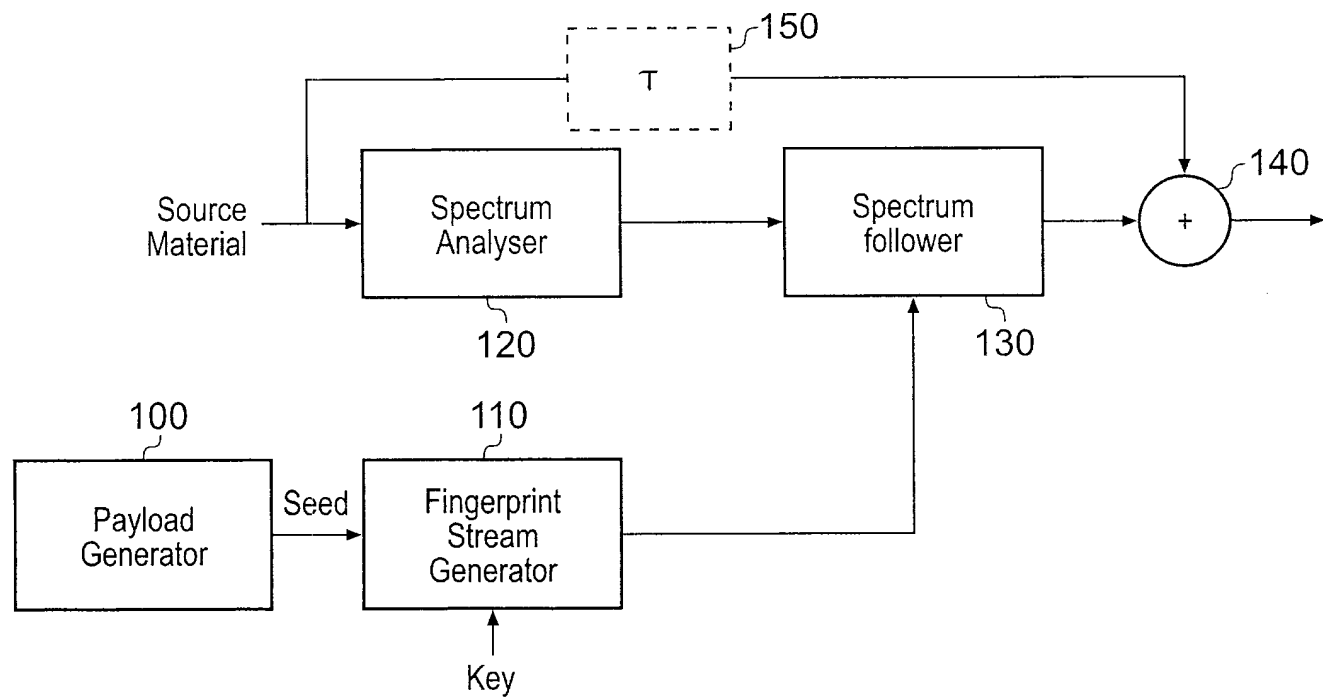 150
τ
140
Source
Material
Spectrum
Analyser
Spectrum
follower
+
120
130
100
110
Payload
Generator
Seed
Fingerprint
Stream
Generator
Key